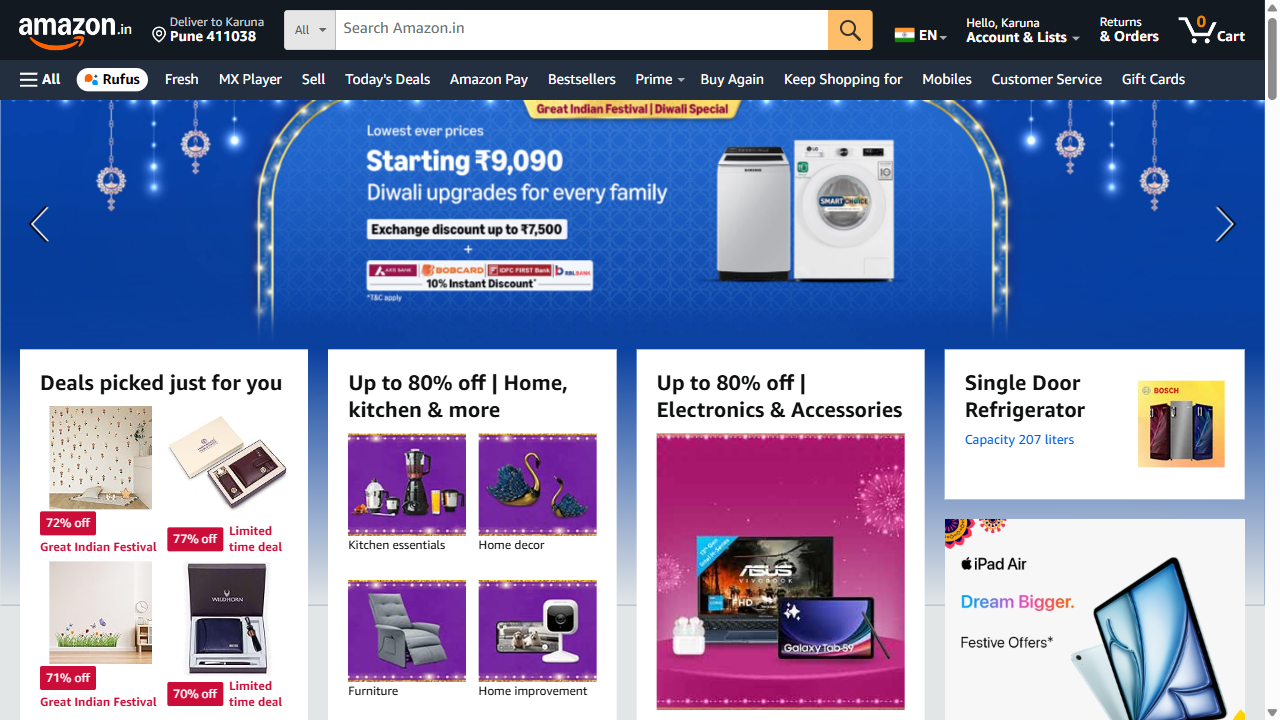 amazon.in
Deliver to Karuna
Pune 411038
All
Search Amazon.in
EN
Hello, Karuna
Account & Lists
Returns
& Orders
0
Cart
All
Rufus
Fresh
MX Player
Sell
Today's Deals
Amazon Pay
Bestsellers
Prime
Buy Again
Keep Shopping for
Mobiles
Customer Service
Gift Cards
Great Indian Festival | Diwali Special
Lowest ever prices
Starting ₹9,090
Diwali upgrades for every family
Exchange discount up to ₹7,500
+
AXIS BANK
BOBCARD
IDFC FIRST Bank
RBLBANK
10% Instant Discount*
*T&C apply
SAMSUNG
LG
SMART CHOICE
Deals picked just for you
72% off
Great Indian Festival
77% off
Limited
time deal
WILDHORN
71% off
Great Indian Festival
70% off
Limited
time deal
Up to 80% off | Home,
kitchen & more
Kitchen essentials
Home decor
Furniture
Home improvement
Up to 80% off |
Electronics & Accessories
ASUS
VIVOBOOK
FHD
Galaxy Tab S9
Single Door
Refrigerator
Capacity 207 liters
BOSCH
iPad Air
Dream Bigger.
Festive Offers*